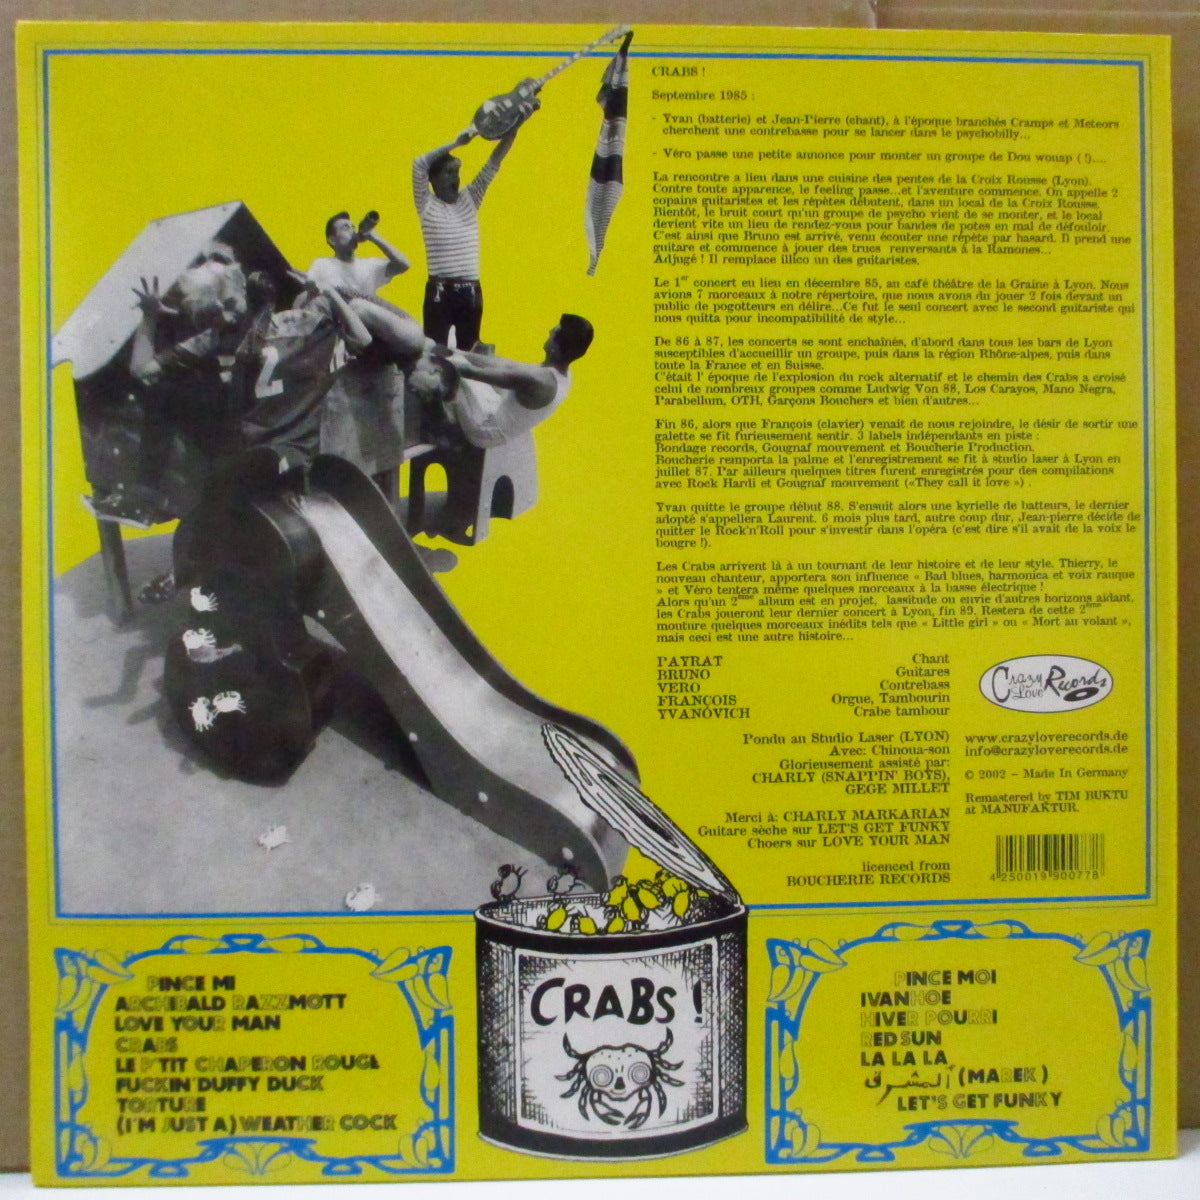 CRABS !
Septembre 1985 :
- Yvan (batterie) et Jean-Pierre (chant), à l'époque branchés Cramps et Meteors
cherchent une contrebasse pour se lancer dans le psychobilly...
- Véro passe une petite annonce pour monter un groupe de Dou wouap ( !)....
La rencontre a lieu dans une cuisine des pentes de la Croix Rousse (Lyon).
Contre toute apparence, le feeling passe...et l'aventure commence. On appelle 2
copains guitaristes et les répètes débutent, dans un local de la Croix Rousse.
Bientôt, le bruit court qu'un groupe de psycho vient de se monter, et le local
devient vite un lieu de rendez-vous pour bandes de potes en mal de défouloir.
C'est ainsi que Bruno est arrivé, venu écouter une répète par hasard. Il prend une
guitare et commence à jouer des trucs renversants à la Ramones...
Adjugé ! Il remplace illico un des guitaristes.
Le 1er concert eu lieu en décembre 85, au café théâtre de la Graine à Lyon. Nous
avions 7 morceaux à notre répertoire, que nous avons du jouer 2 fois devant un
public de pogotteurs en délire...Ce fut le seul concert avec le second guitariste qui
nous quitta pour incompatibilité de style...
De 86 à 87, les concerts se sont enchaînés, d'abord dans tous les bars de Lyon
susceptibles d'accueillir un groupe, puis dans la région Rhône-alpes, puis dans
toute la France et en Suisse.
C'était l' époque de l'explosion du rock alternatif et le chemin des Crabs a croisé
celui de nombreux groupes comme Ludwig Von 88, Los Carayos, Mano Negra,
Parabellum, OTH, Garçons Bouchers et bien d'autres...
Fin 86, alors que François (clavier) venait de nous rejoindre, le désir de sortir une
galette se fit furieusement sentir. 3 labels indépendants en piste :
Bondage records, Gougnaf mouvement et Boucherie Production.
Boucherie remporta la palme et l'enregistrement se fit à studio laser à Lyon en
juillet 87. Par ailleurs quelques titres furent enregistrés pour des compilations
avec Rock Hardi et Gougnaf mouvement («They call it love ») .
Yvan quitte le groupe début 88. S'ensuit alors une kyrielle de batteurs, le dernier
adopté s'appellera Laurent. 6 mois plus tard, autre coup dur, Jean-pierre décide de
quitter le Rock'n'Roll pour s'investir dans l'opéra (c'est dire s'il avait de la voix le
bougre !).
Les Crabs arrivent là à un tournant de leur histoire et de leur style. Thierry, le
nouveau chanteur, apportera son influence « Bad blues, harmonica et voix rauque
» et Véro tentera même quelques morceaux à la basse électrique !
Alors qu'un 2ème album est en projet, lassitude ou envie d'autres horizons aidant,
les Crabs joueront leur dernier concert à Lyon, fin 89. Restera de cette 2ème
mouture quelques morceaux inédits tels que « Little girl » ou « Mort au volant »,
mais ceci est une autre histoire...
PAYRAT Chant
BRUNO Guitares
VERO Contrebass
FRANÇOIS Orgue, Tambourin
YVANOVICH Crabe tambour
Pondu au Studio Laser (LYON)
Avec: Chinoua-son
Glorieusement assisté par:
CHARLY (SNAPPIN' BOYS),
GEGE MILLET
Merci à: CHARLY MARKARIAN
Guitare sèche sur LET'S GET FUNKY
Choers sur LOVE YOUR MAN
licenced from
BOUCHERIE RECORDS
Crazy
Love Records
www.crazyloverecords.de
info@crazyloverecords.de
© 2002 – Made In Germany
Remastered by TIM BUKTU
at MANUFAKTUR.
4 250019 900778
2
PINCE MI
ARCHIBALD RAZZMOTT
LOVE YOUR MAN
CRABS
LE P'TIT CHAPERON ROUGE
FUCKIN' DUFFY DUCK
TORTURE
(I'M JUST A) WEATHER COCK
CRABS !
PINCE MOI
IVANHOE
HIVER POURRI
RED SUN
LA LA LA
المشرق (MAREK)
LET'S GET FUNKY